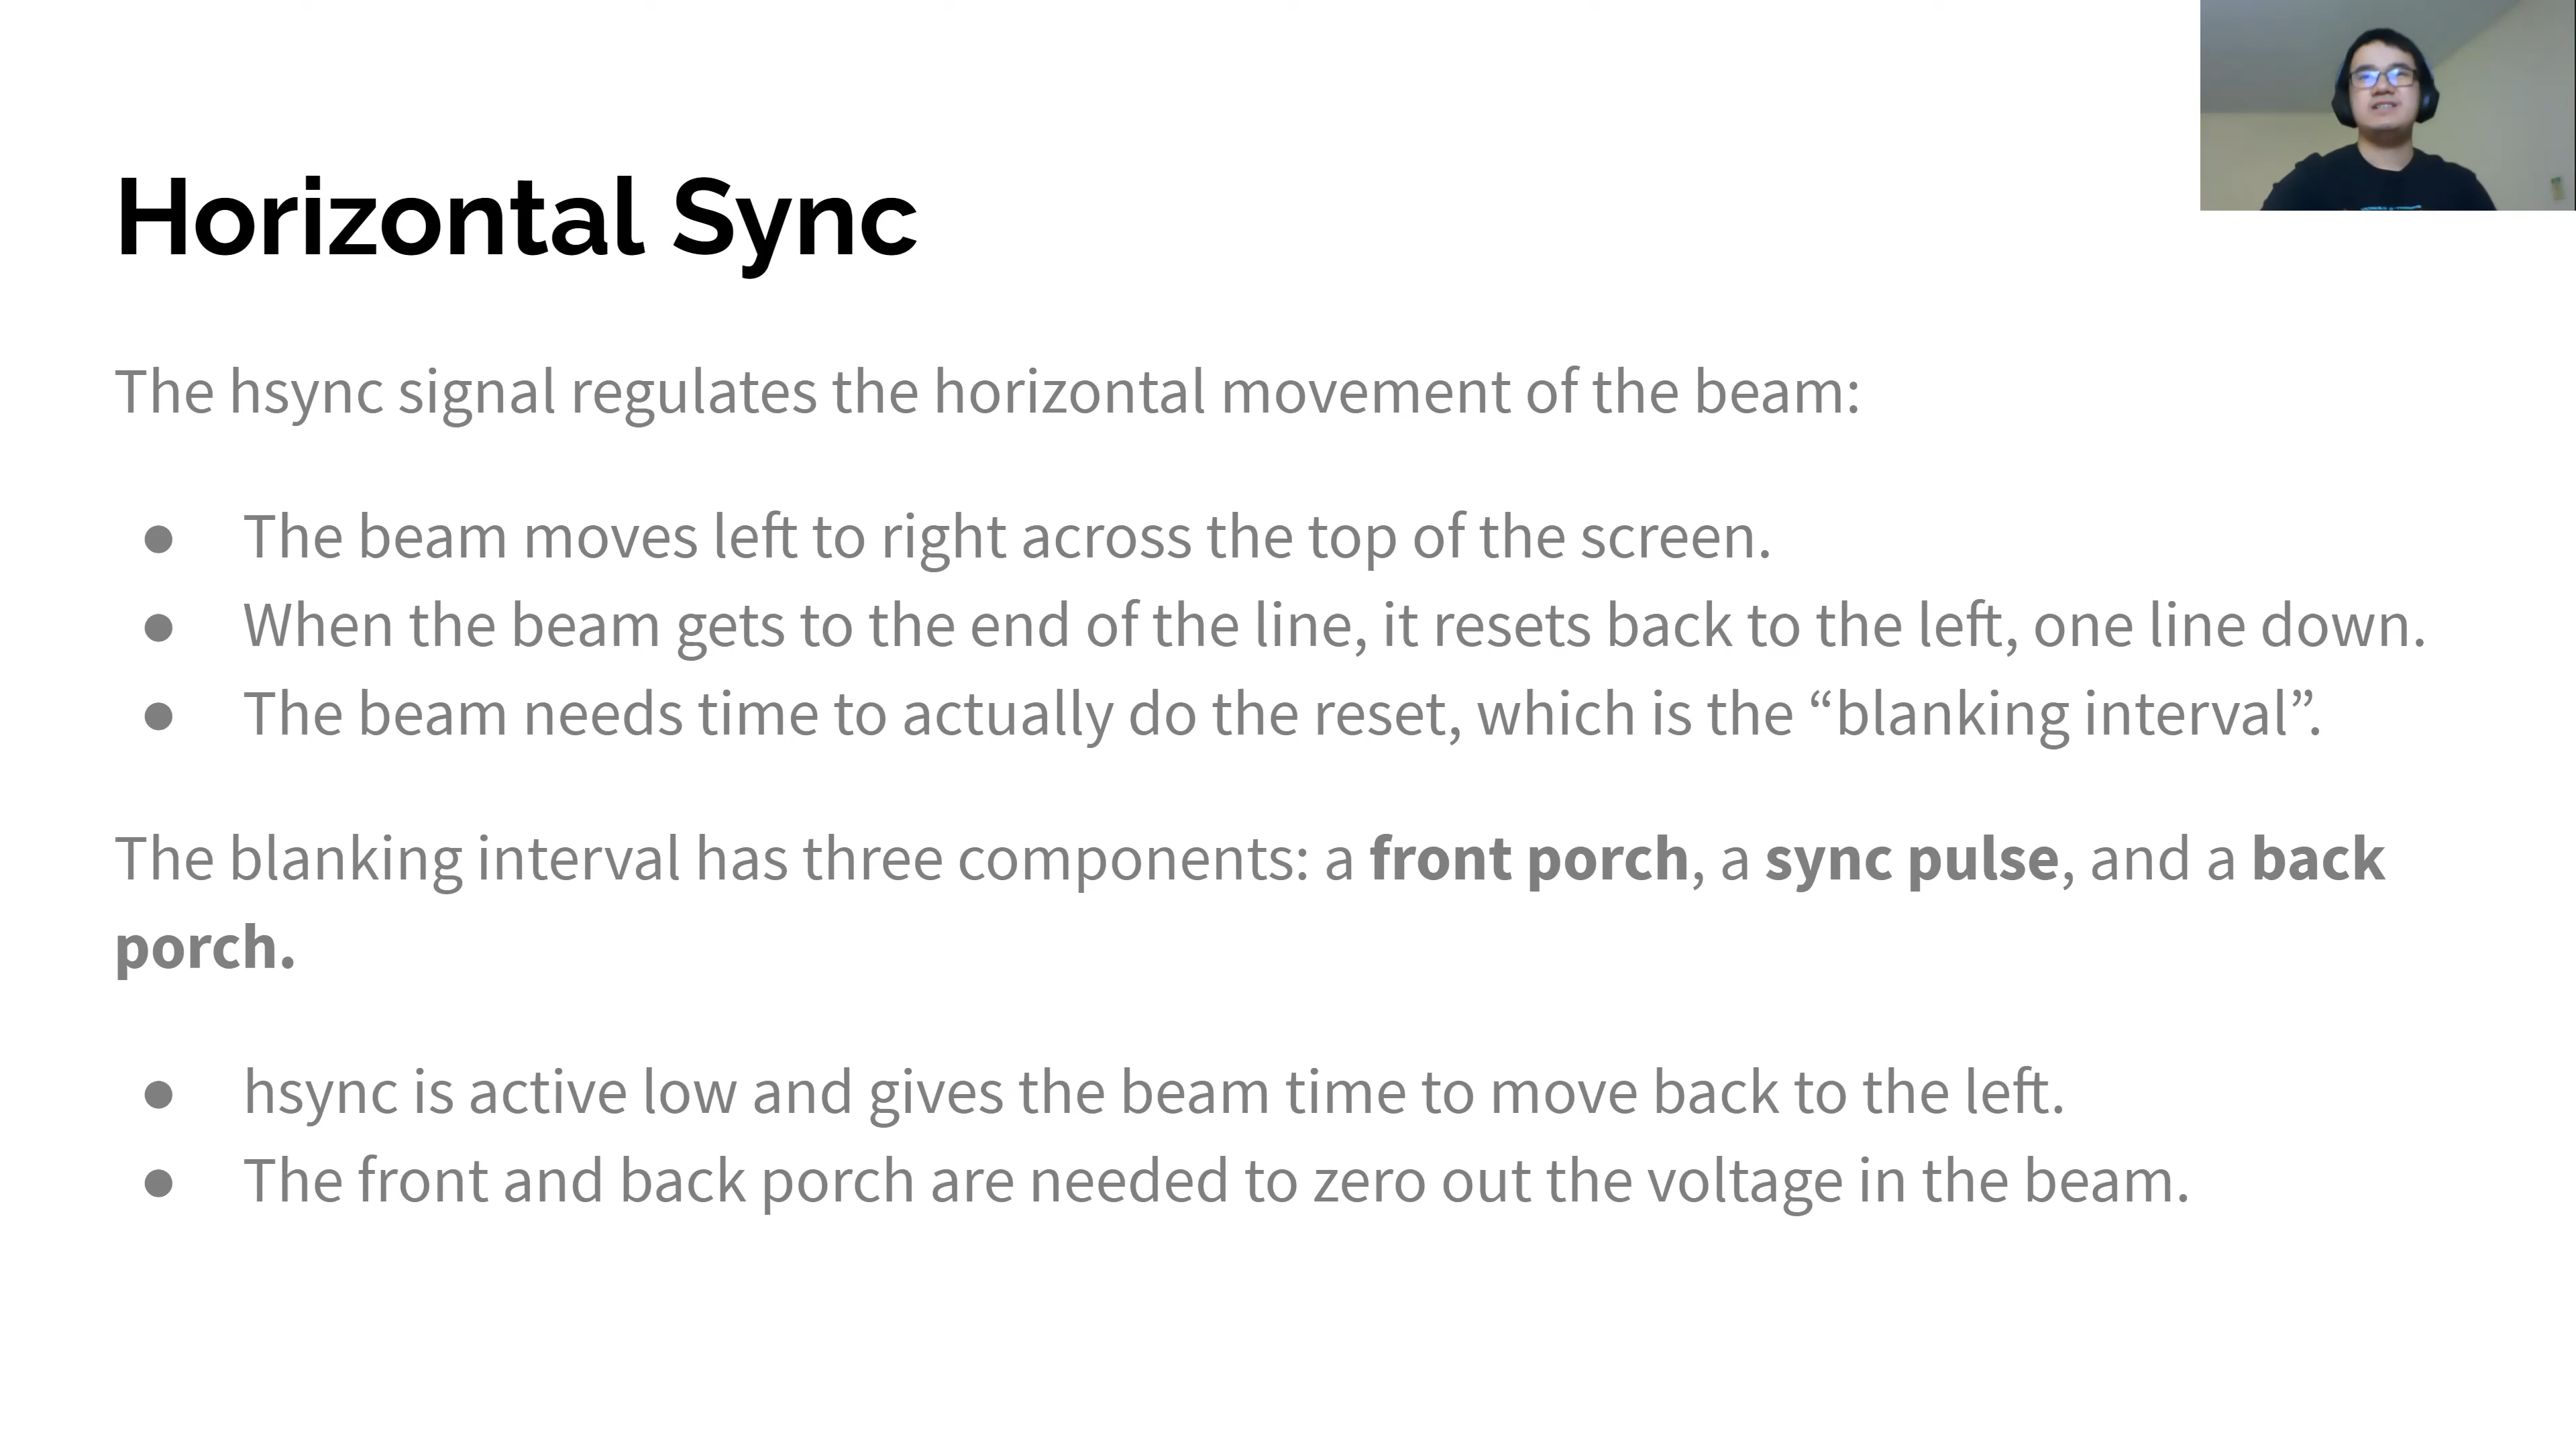 Horizontal Sync
The hsync signal regulates the horizontal movement of the beam:
● The beam moves left to right across the top of the screen.
● When the beam gets to the end of the line, it resets back to the left, one line down.
● The beam needs time to actually do the reset, which is the “blanking interval”.
The blanking interval has three components: a front porch, a sync pulse, and a back
porch.
● hsync is active low and gives the beam time to move back to the left.
● The front and back porch are needed to zero out the voltage in the beam.